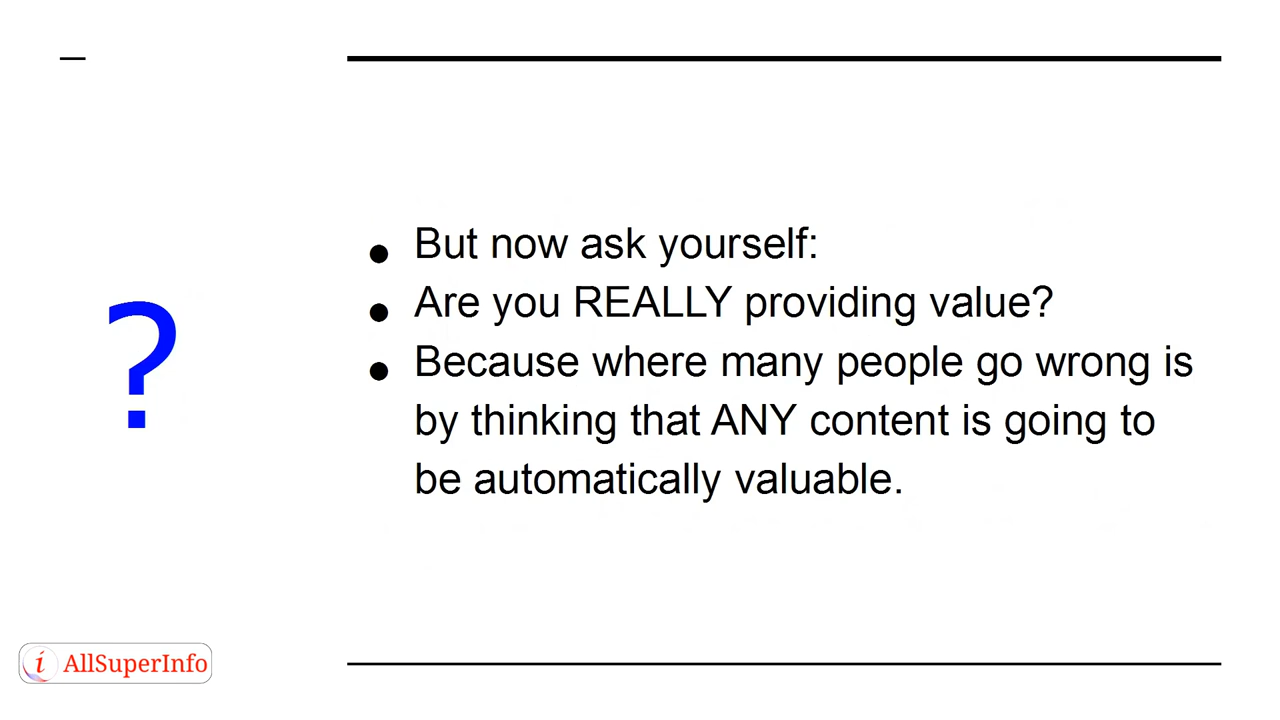 • But now ask yourself:
• Are you REALLY providing value?
• Because where many people go wrong is
by thinking that ANY content is going to
be automatically valuable.
?
i AllSuperInfo